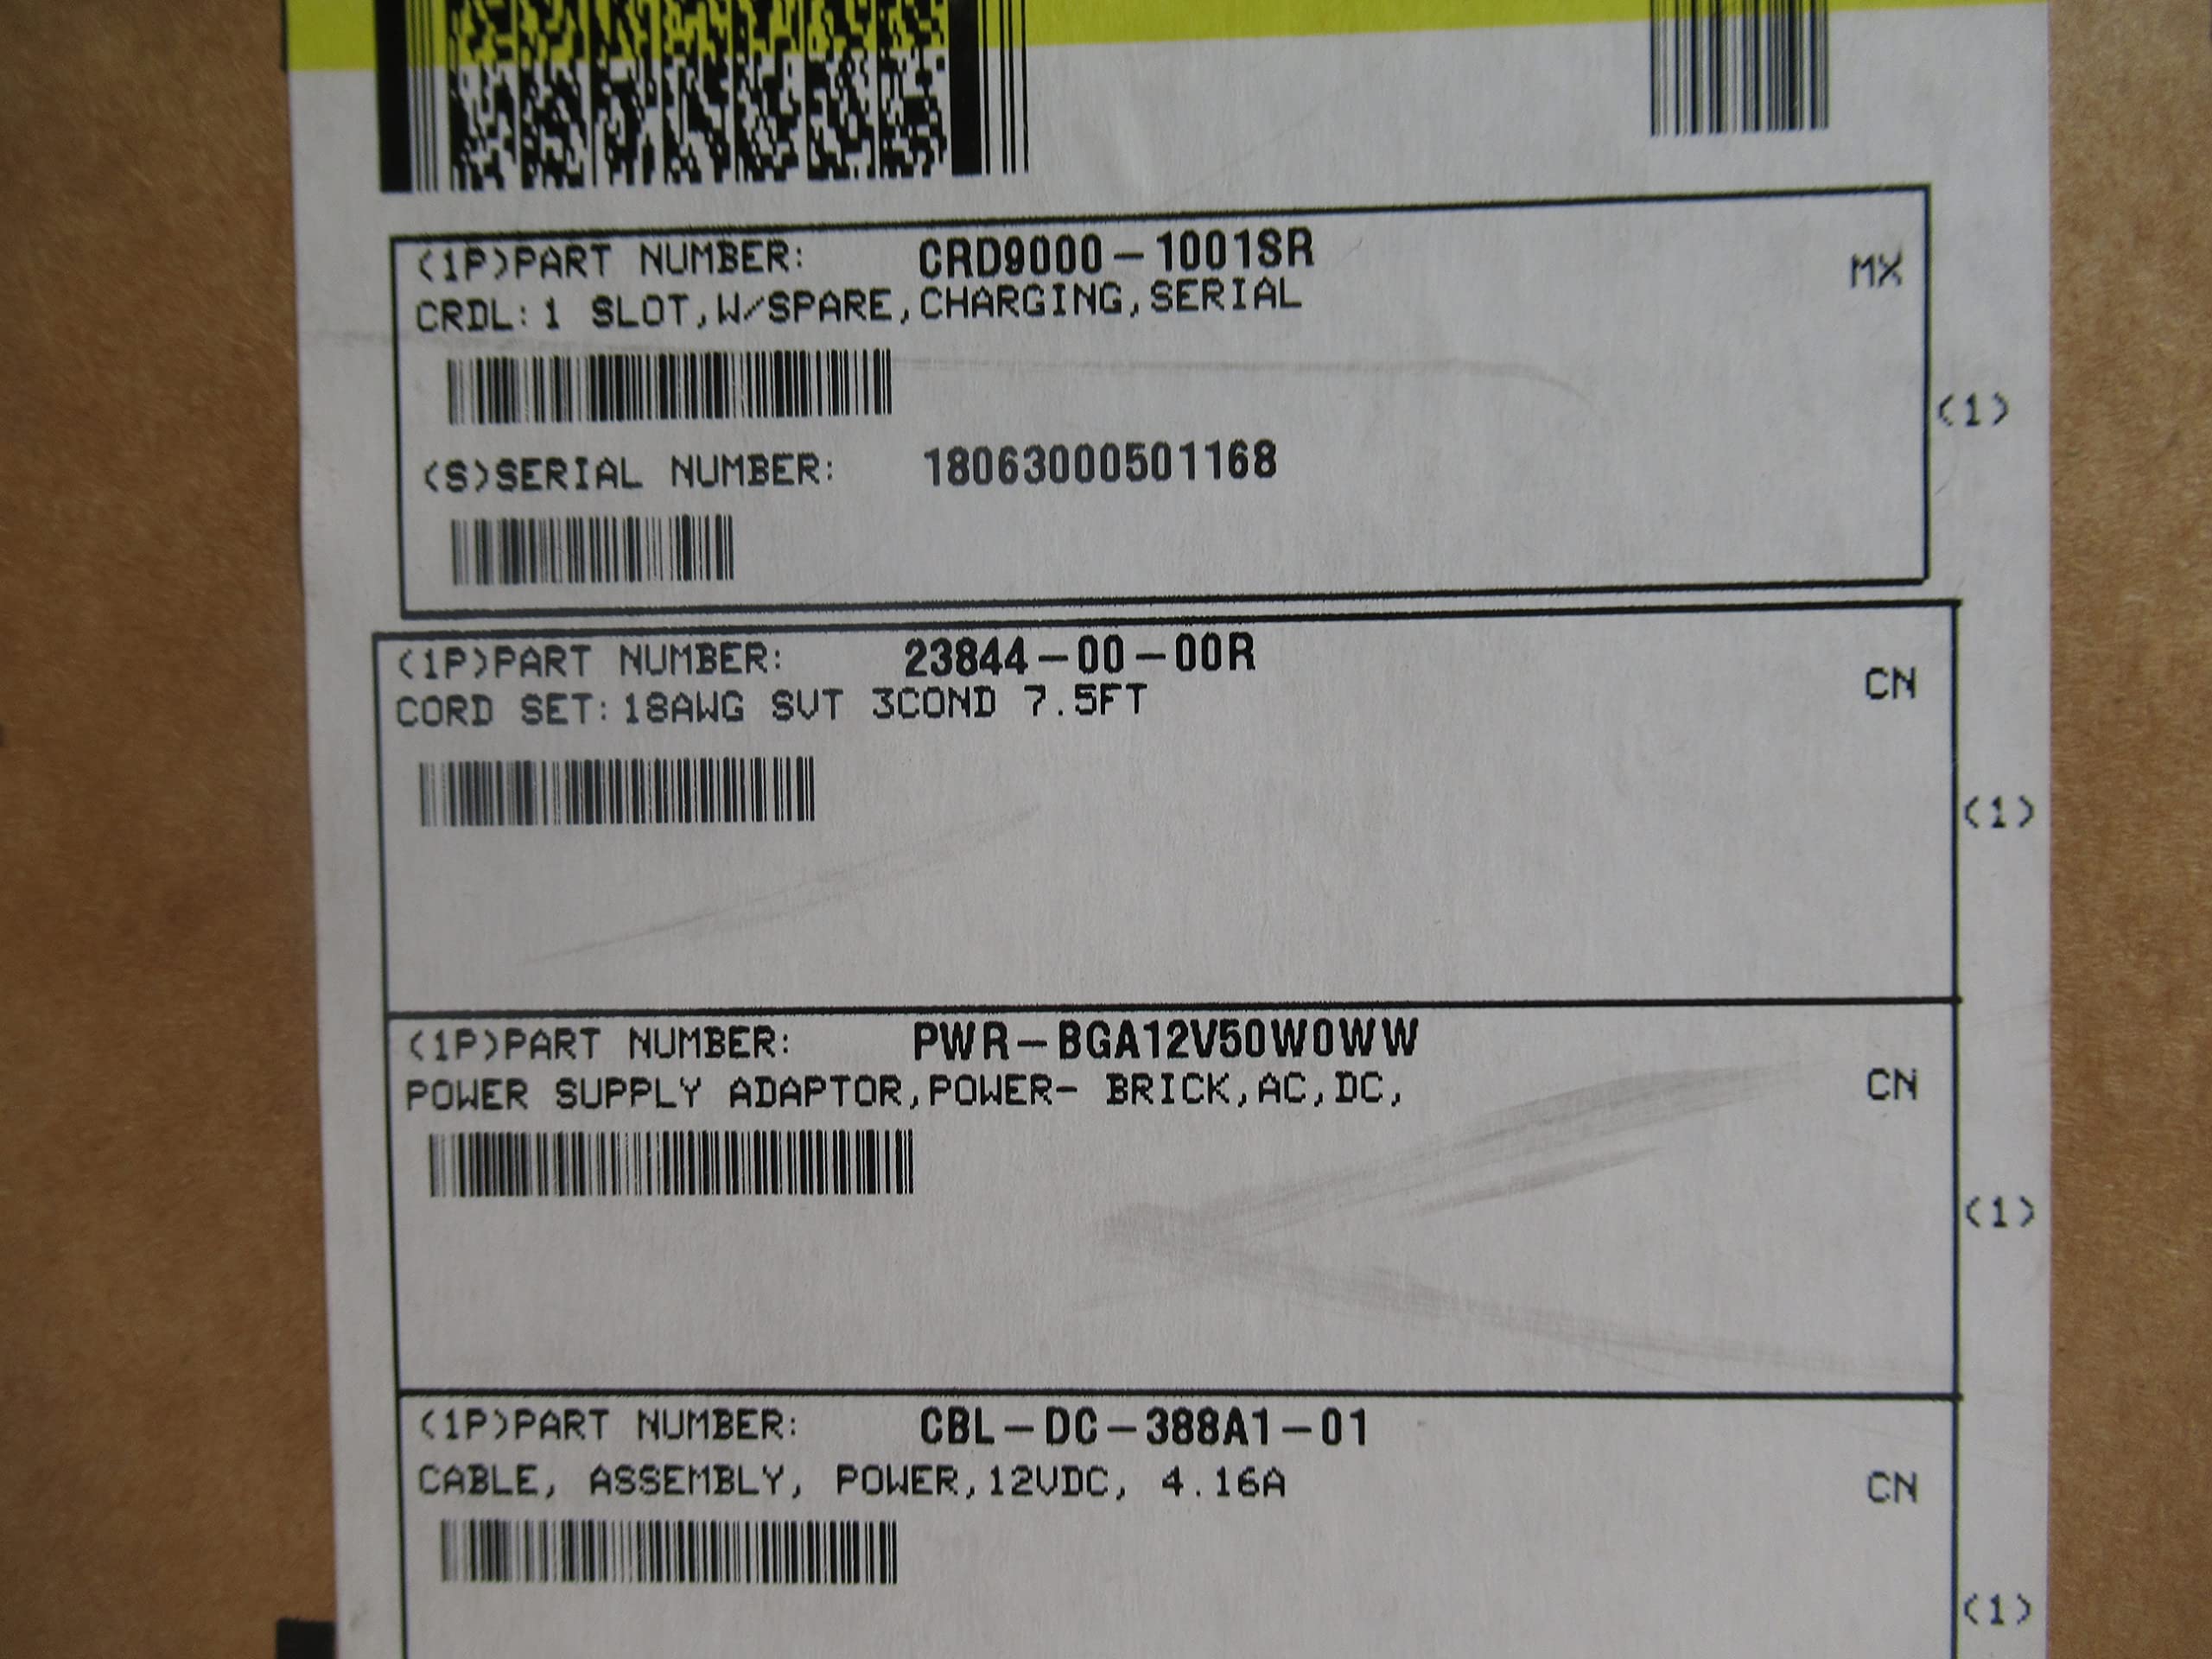 (1P)PART NUMBER: CRD9000-1001SR
MX
CRDL:1 SLOT,W/SPARE,CHARGING,SERIAL
(1)
(S)SERIAL NUMBER: 18063000501168
(1P)PART NUMBER: 23844-00-00R
CN
CORD SET:18AWG SVT 3COND 7.5FT
(1)
(1P)PART NUMBER: PWR-BGA12V50W0WW
CN
POWER SUPPLY ADAPTOR,POWER- BRICK,AC,DC,
(1)
(1P)PART NUMBER: CBL-DC-388A1-01
CABLE, ASSEMBLY, POWER,12VDC, 4.16A
CN
(1)